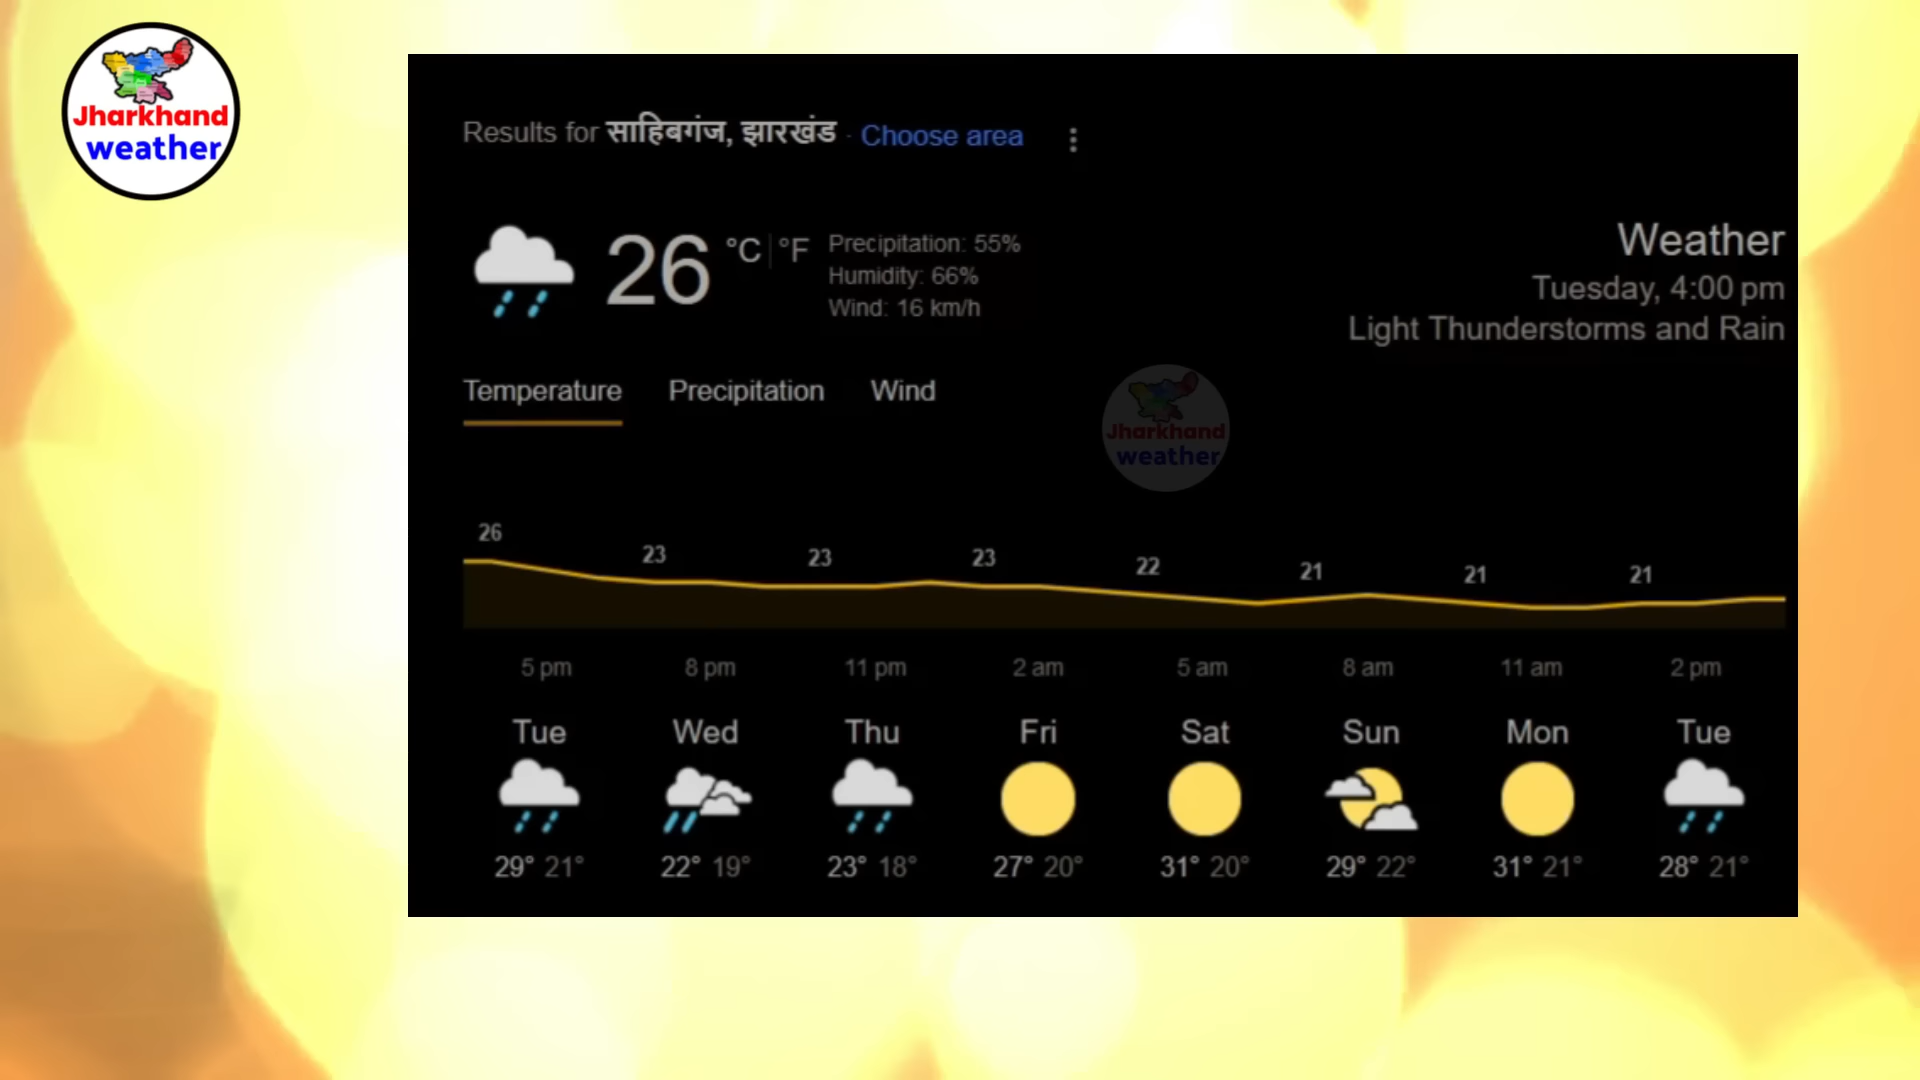 Jharkhand
weather
Results for साहिबगंज, झारखंड · Choose area
26 °C | °F
Precipitation: 55%
Humidity: 66%
Wind: 16 km/h
Weather
Tuesday, 4:00 pm
Light Thunderstorms and Rain
Temperature Precipitation Wind
Jharkhand
weather
26 23 23 23 22 21 21 21
5 pm 8 pm 11 pm 2 am 5 am 8 am 11 am 2 pm
Tue Wed Thu Fri Sat Sun Mon Tue
29° 21° 22° 19° 23° 18° 27° 20° 31° 20° 29° 22° 31° 21° 28° 21°